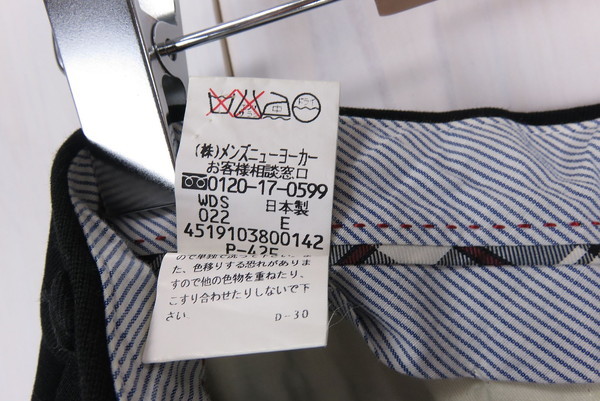 (株)メンズニューヨーカー
お客様相談窓口
0120-17-0599
WDS 日本製
022 E
4519103800142
P-425
た、色移りする恐れがありま
すので他の色物を重ねたり、
こすり合わせたりしないで下
さい
D-30